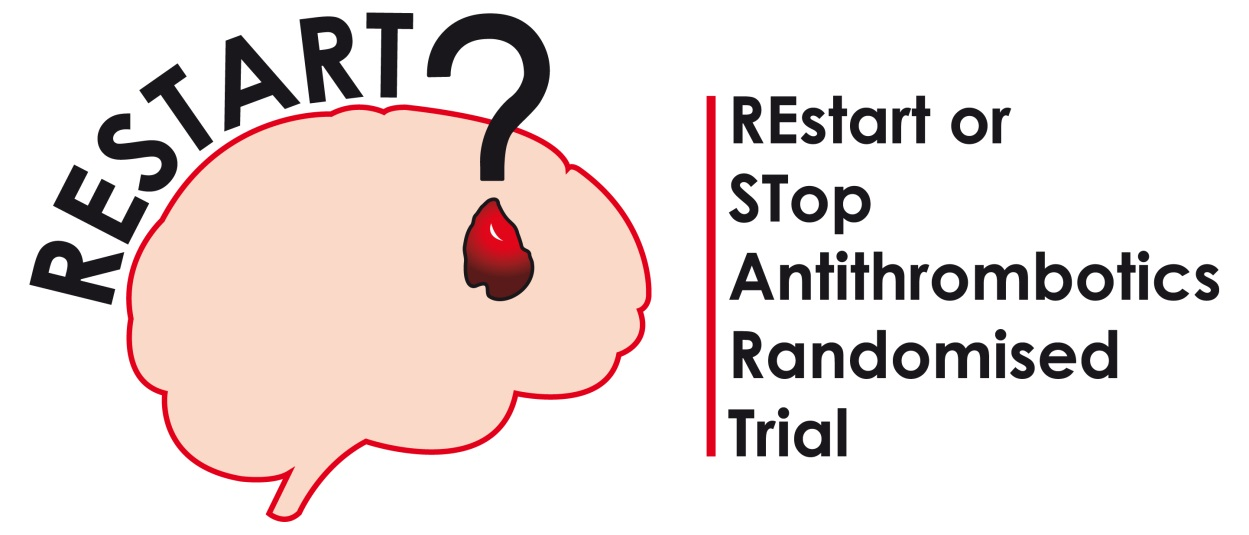 RESTART?
REstart or
STop
Antithrombotics
Randomised
Trial